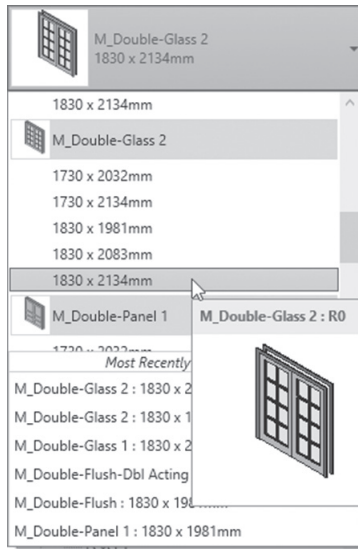 M_Double-Glass 2
1830 x 2134mm
1830 x 2134mm
M_Double-Glass 2
1730 x 2032mm
1730 x 2134mm
1830 x 1981mm
1830 x 2083mm
1830 x 2134mm
M_Double-Panel 1
M_Double-Glass 2 : R0
1730 x 2032mm
Most Recently
M_Double-Glass 2 : 1830 x 2
M_Double-Glass 2 : 1830 x 1
M_Double-Glass 1 : 1830 x 2
M_Double-Flush-Dbl Acting
M_Double-Flush : 1830 x 198
M_Double-Panel 1 : 1830 x 1981mm